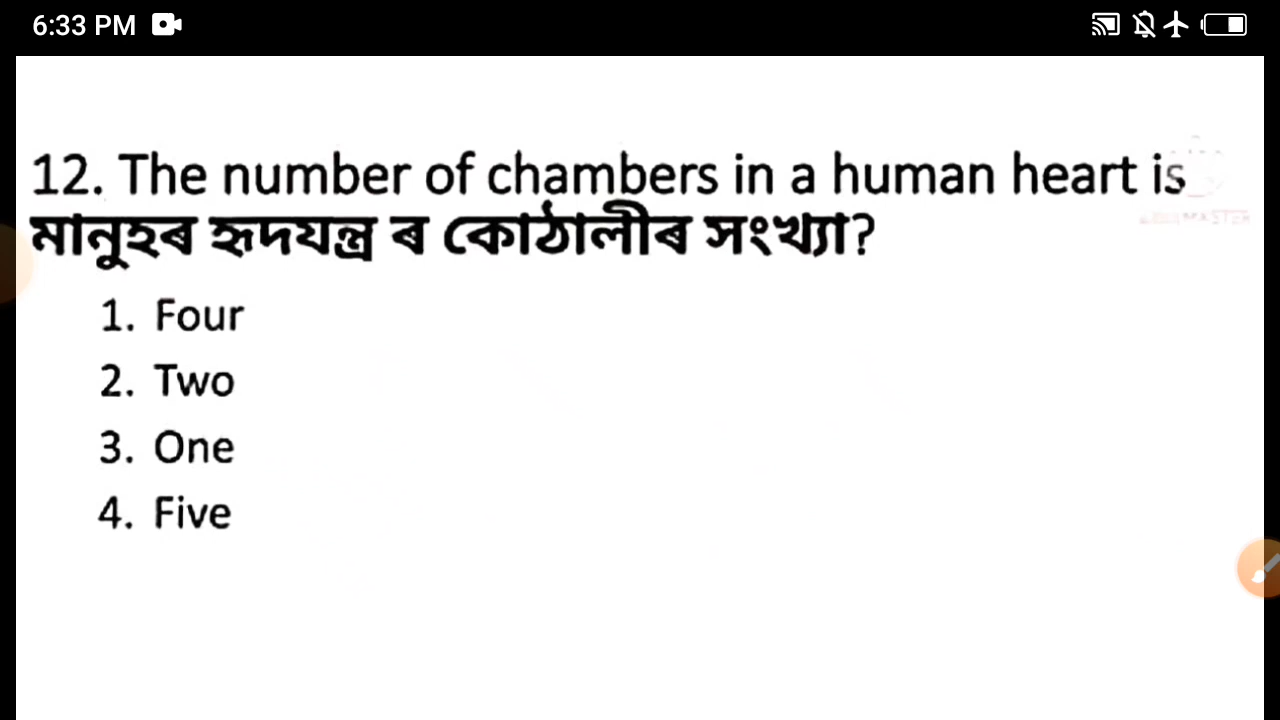 6:33 PM
12. The number of chambers in a human heart is
মানুহৰ হৃদযন্ত্ৰ ৰ কোঠালীৰ সংখ্যা?
1. Four
2. Two
3. One
4. Five